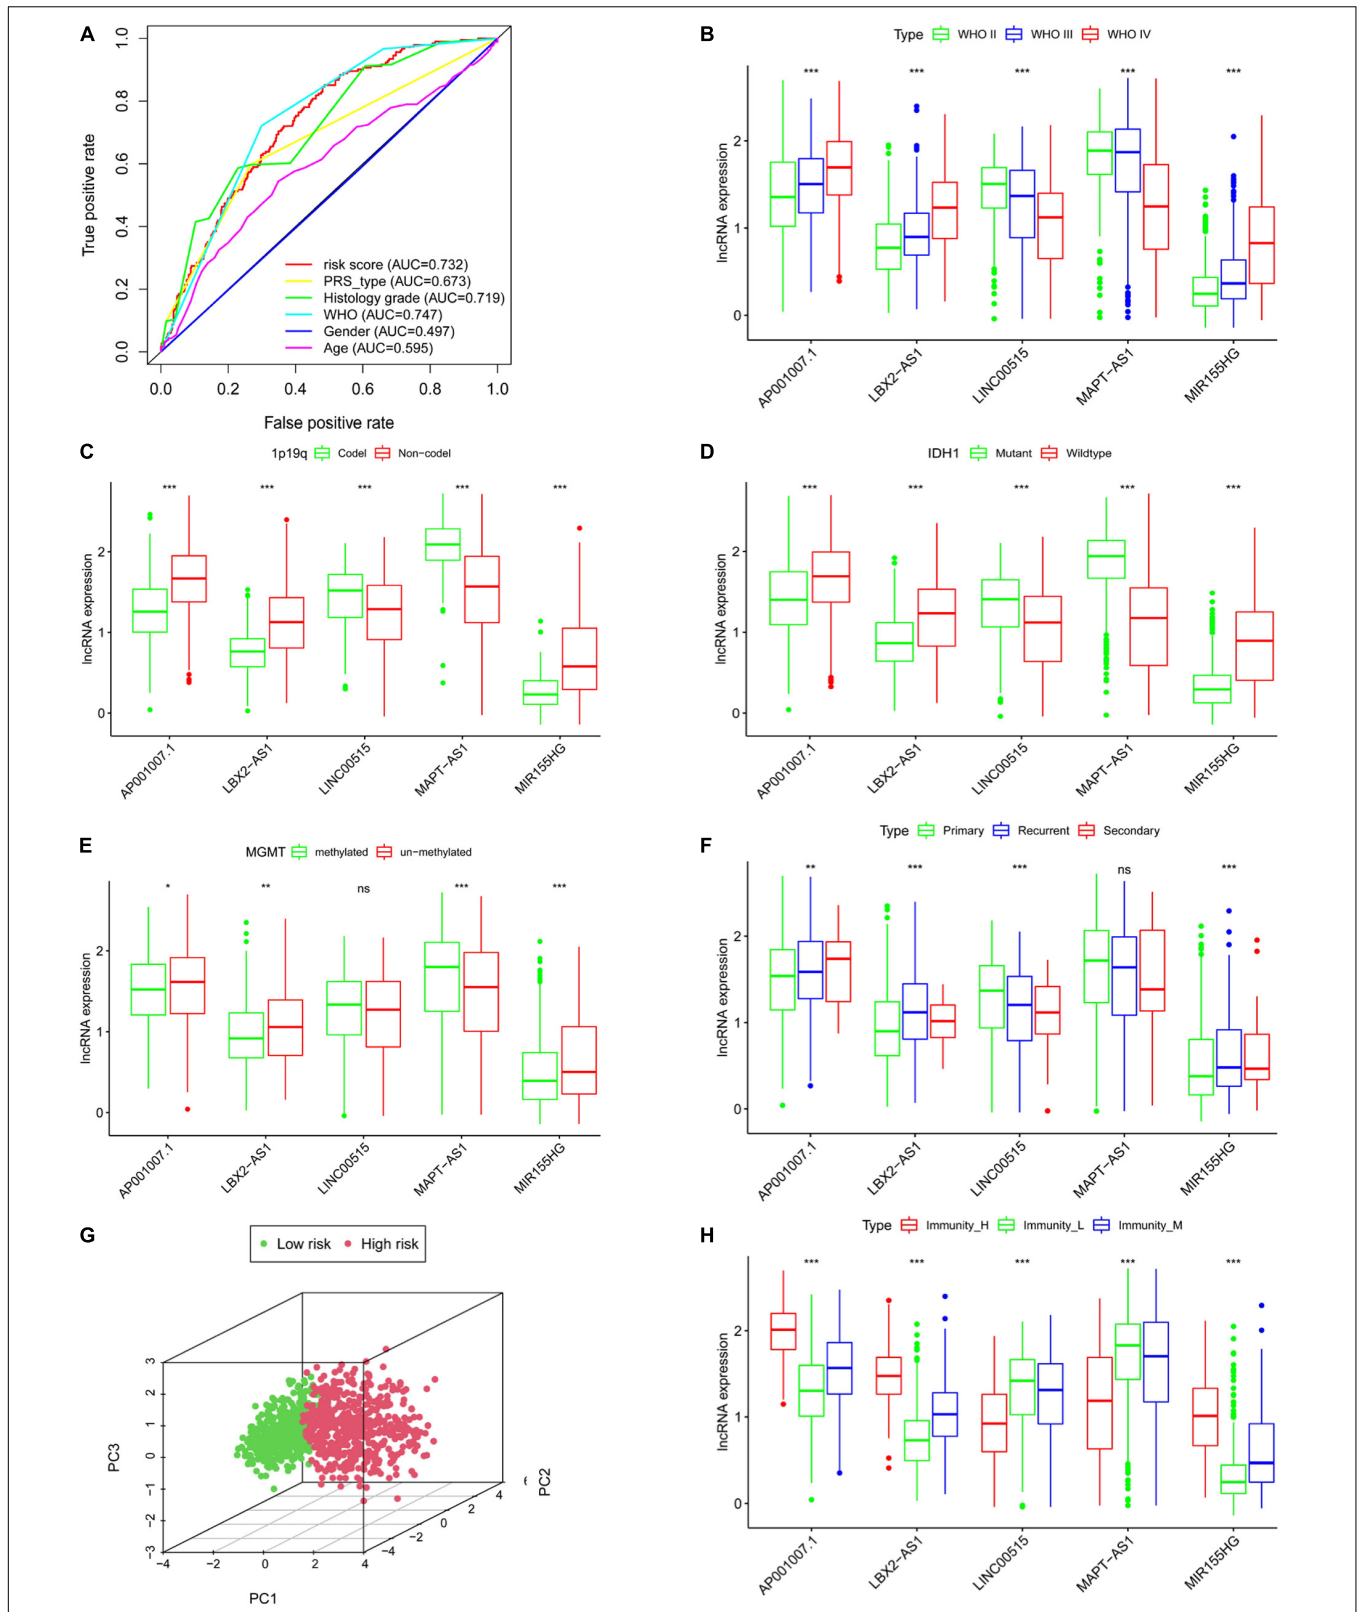 A
1.0
0.8
0.6
0.4
0.2
0.0
True positive rate
risk score (AUC=0.732)
PRS_type (AUC=0.673)
Histology grade (AUC=0.719)
WHO (AUC=0.747)
Gender (AUC=0.497)
Age (AUC=0.595)
0.0 0.2 0.4 0.6 0.8 1.0
False positive rate
B
Type WHO II WHO III WHO IV
*** *** *** *** ***
2
1
0
lncRNA expression
AP001007.1 LBX2-AS1 LINC00515 MAPT-AS1 MIR155HG
C
1p19q Codel Non-codel
*** *** *** *** ***
2
1
0
lncRNA expression
AP001007.1 LBX2-AS1 LINC00515 MAPT-AS1 MIR155HG
D
IDH1 Mutant Wildtype
*** *** *** *** ***
2
1
0
lncRNA expression
AP001007.1 LBX2-AS1 LINC00515 MAPT-AS1 MIR155HG
E
MGMT methylated un-methylated
* ** ns *** ***
2
1
0
lncRNA expression
AP001007.1 LBX2-AS1 LINC00515 MAPT-AS1 MIR155HG
F
Type Primary Recurrent Secondary
** *** *** ns ***
2
1
0
lncRNA expression
AP001007.1 LBX2-AS1 LINC00515 MAPT-AS1 MIR155HG
G
Low risk High risk
3
2
1
0
-1
-2
-3
PC3
-4 -2 0 2 4
PC1
-4 -2 0 2 4
PC2
H
Type Immunity_H Immunity_L Immunity_M
*** *** *** *** ***
2
1
0
lncRNA expression
AP001007.1 LBX2-AS1 LINC00515 MAPT-AS1 MIR155HG